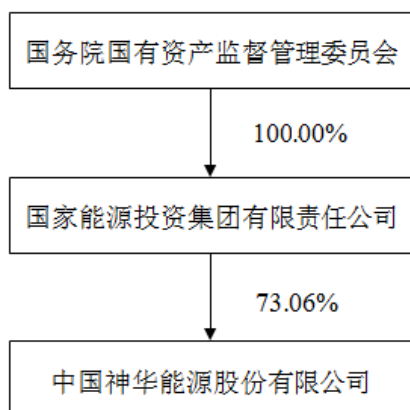 国务院国有资产监督管理委员会
100.00%
国家能源投资集团有限责任公司
73.06%
中国神华能源股份有限公司